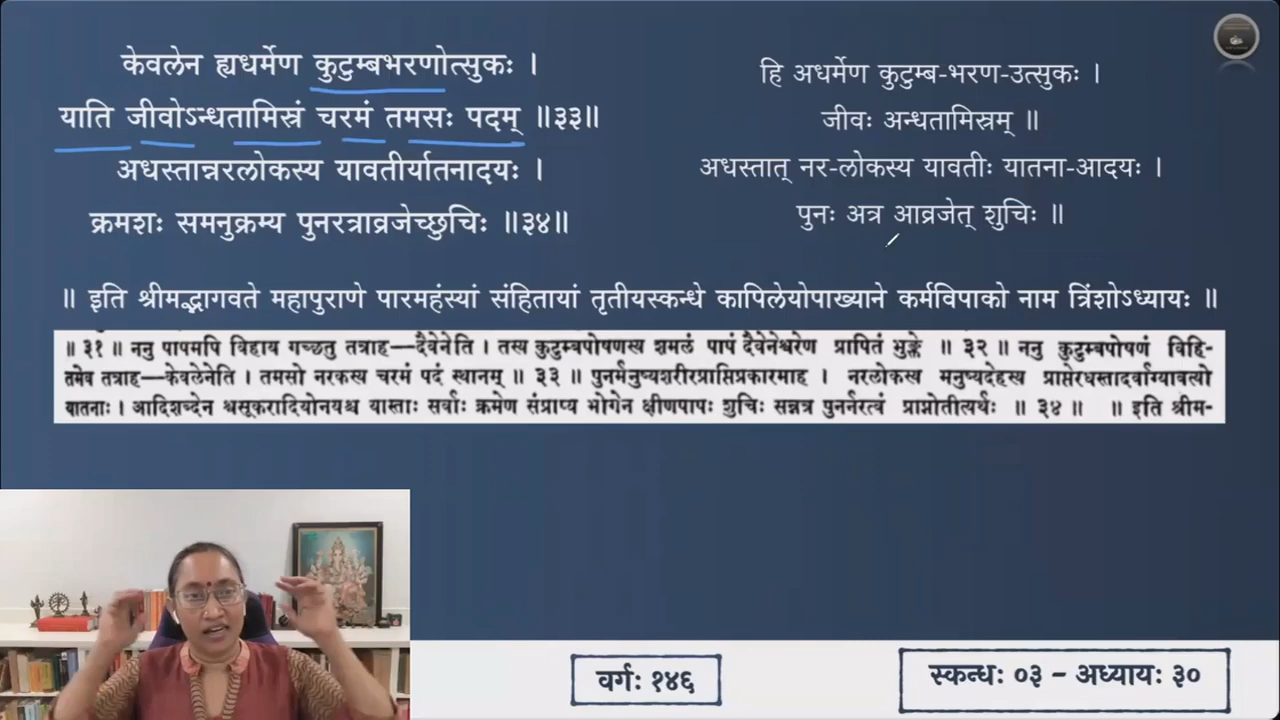 केवलेन ह्यधर्मेण कुटुम्बभरणोत्सुकः ।
याति जीवोऽन्धतामिस्रं चरमं तमसः पदम् ॥३३॥
अधस्तान्नरलोकस्य यावतीर्यातनादयः ।
क्रमशः समनुक्रम्य पुनरत्राव्रजेच्छुचिः ॥३४॥
हि अधर्मेण कुटुम्ब-भरण-उत्सुकः ।
जीवः अन्धतामिस्रम् ॥
अधस्तात् नर-लोकस्य यावतीः यातना-आदयः ।
पुनः अत्र आव्रजेत् शुचिः ॥
॥ इति श्रीमद्भागवते महापुराणे पारमहंस्यां संहितायां तृतीयस्कन्धे कापिलेयोपाख्याने कर्मविपाको नाम त्रिंशोऽध्यायः ॥
॥ ३१ ॥ ननु पापमपि विहाय गच्छतु तत्राह—दैवेनेति । तस्य कुटुम्बपोषणस्य शमलं पापं दैवेनेश्वरेण प्रापितं भुङ्के ॥ ३२ ॥ ननु कुटुम्बपोषणं विहि-
तमेव तत्राह—केवलेनेति । तमसो नरकस्य चरमं पदं स्थानम् ॥ ३३ ॥ पुनर्मनुष्यशरीरप्राप्तिप्रकारमाह । नरलोकस्य मनुष्यदेहस्य प्राप्तेरधस्तादर्वाग्यावत्यो
यातनाः । आदिशब्देन श्वसूकरादियोनयश्च यास्ताः सर्वाः क्रमेण संप्राप्य भोगेन क्षीणपापः शुचिः सन्नत्र पुनर्नरत्वं प्राप्नोतीत्यर्थः ॥ ३४ ॥ ॥ इति श्रीम-
वर्गः १४६
स्कन्धः ०३ – अध्यायः ३०